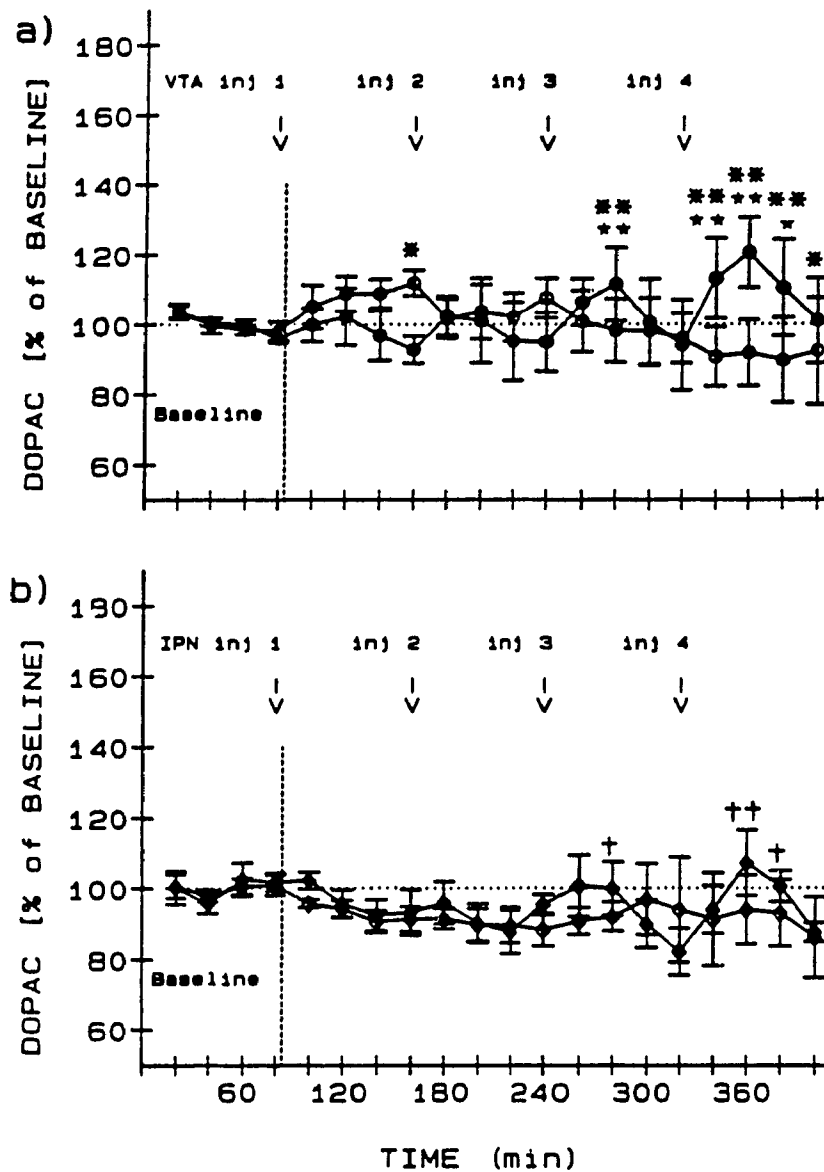 a)
180
VTA inj 1 inj 2 inj 3 inj 4
160
140
120
100
80
60
DOPAC [% of BASELINE]
Baseline
** ** ** ** *
** ** ** *
*
b)
190
IPN inj 1 inj 2 inj 3 inj 4
160
140
120
100
80
60
DOPAC [% of BASELINE]
Baseline
† †† †
60 120 180 240 300 360
TIME (min)